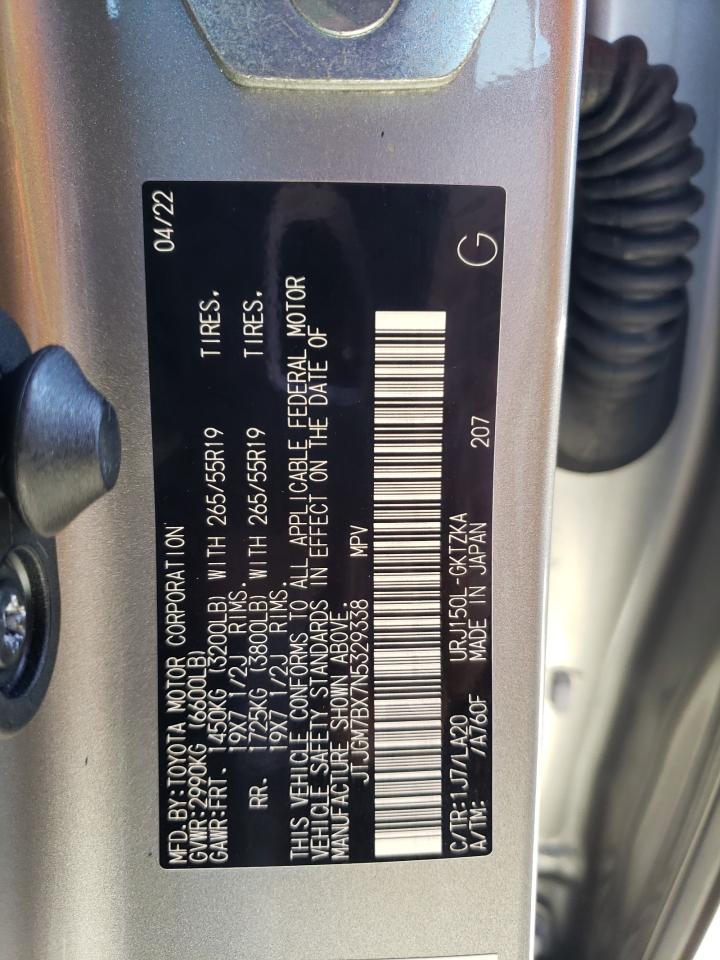 MFD.BY:TOYOTA MOTOR CORPORATION 04/22
GVWR:2990KG (6600LB)
GAWR:FRT. 1450KG (3200LB) WITH 265/55R19 TIRES.
19X7 1/2J RIMS.
RR. 1725KG (3800LB) WITH 265/55R19 TIRES.
19X7 1/2J RIMS.
THIS VEHICLE CONFORMS TO ALL APPLICABLE FEDERAL MOTOR
VEHICLE SAFETY STANDARDS IN EFFECT ON THE DATE OF
MANUFACTURE SHOWN ABOVE.
JTJGM7BX7N5329338 MPV
C/TR:1J7/LA20 URJ150L-GKTZKA
A/TM: /A760F MADE IN JAPAN 207 G